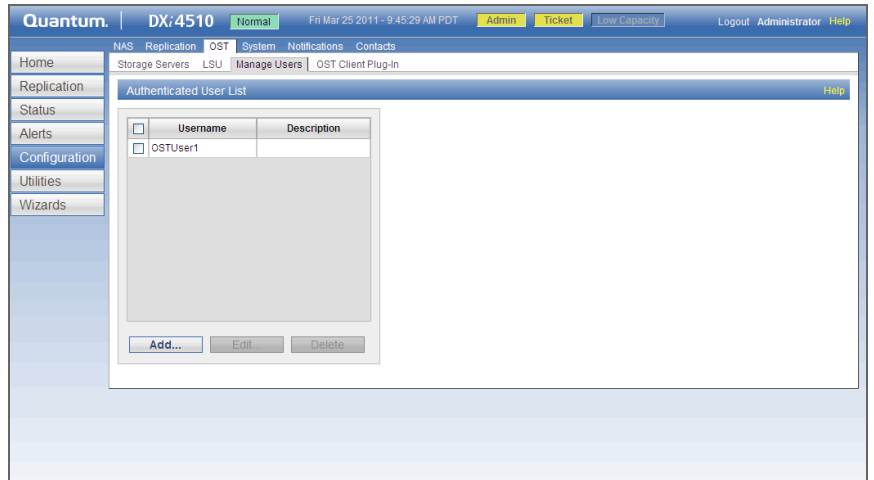 Quantum. DXi4510 Normal Fri Mar 25 2011 - 9:45:29 AM PDT Admin Ticket Low Capacity Logout Administrator Help
NAS Replication OST System Notifications Contacts
Storage Servers LSU Manage Users OST Client Plug-In
Home
Replication
Status
Alerts
Configuration
Utilities
Wizards
Authenticated User List Help
Username Description
OSTUser1
Add... Edit... Delete